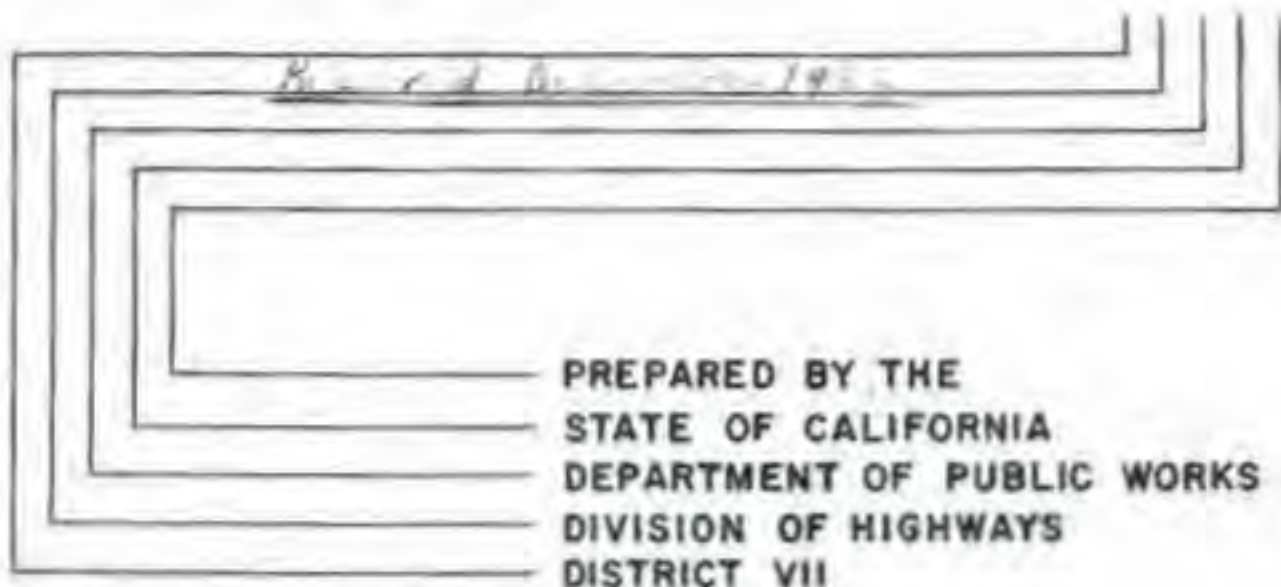 PREPARED BY THE
STATE OF CALIFORNIA
DEPARTMENT OF PUBLIC WORKS
DIVISION OF HIGHWAYS
DISTRICT VII